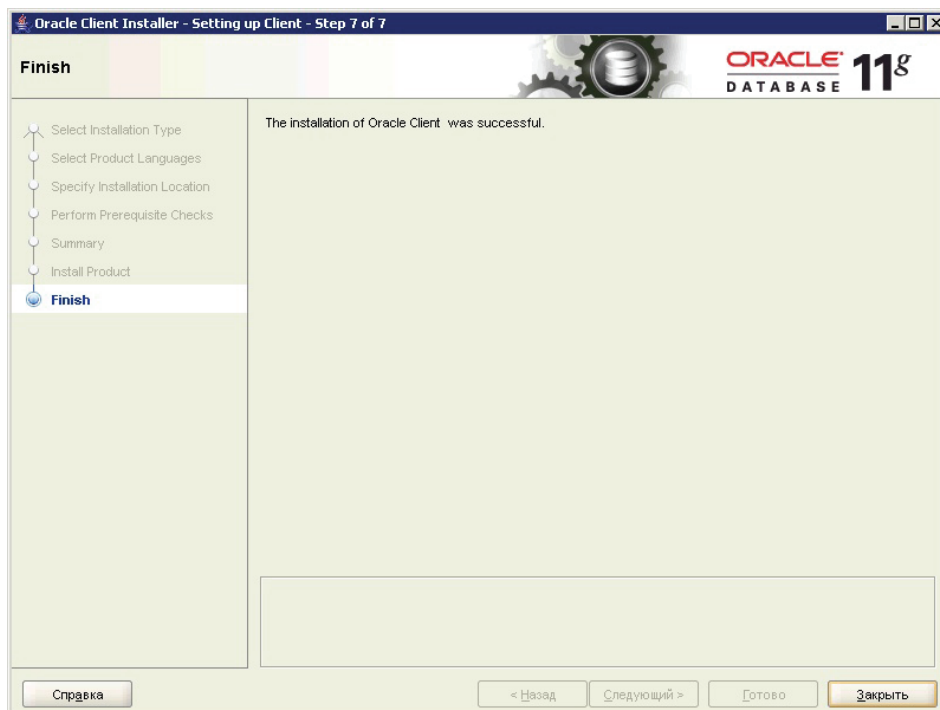 Oracle Client Installer - Setting up Client - Step 7 of 7
Finish
ORACLE
DATABASE 11g
Select Installation Type
Select Product Languages
Specify Installation Location
Perform Prerequisite Checks
Summary
Install Product
Finish
The installation of Oracle Client was successful.
Справка
< Назад
Следующий >
Готово
Закрыть